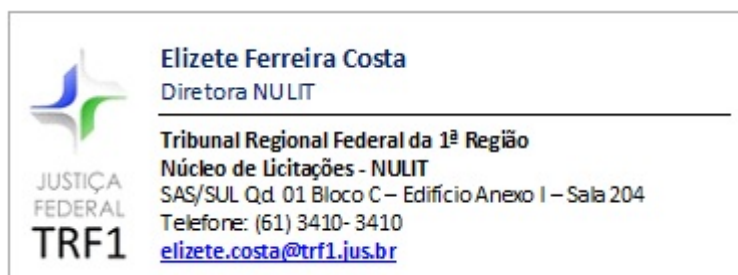 Elizete Ferreira Costa
Diretora NULIT
Tribunal Regional Federal da 1ª Região
Núcleo de Licitações - NULIT
SAS/SUL Qd. 01 Bloco C – Edifício Anexo I – Sala 204
Telefone: (61) 3410- 3410
elizete.costa@trf1.jus.br
JUSTIÇA
FEDERAL
TRF1